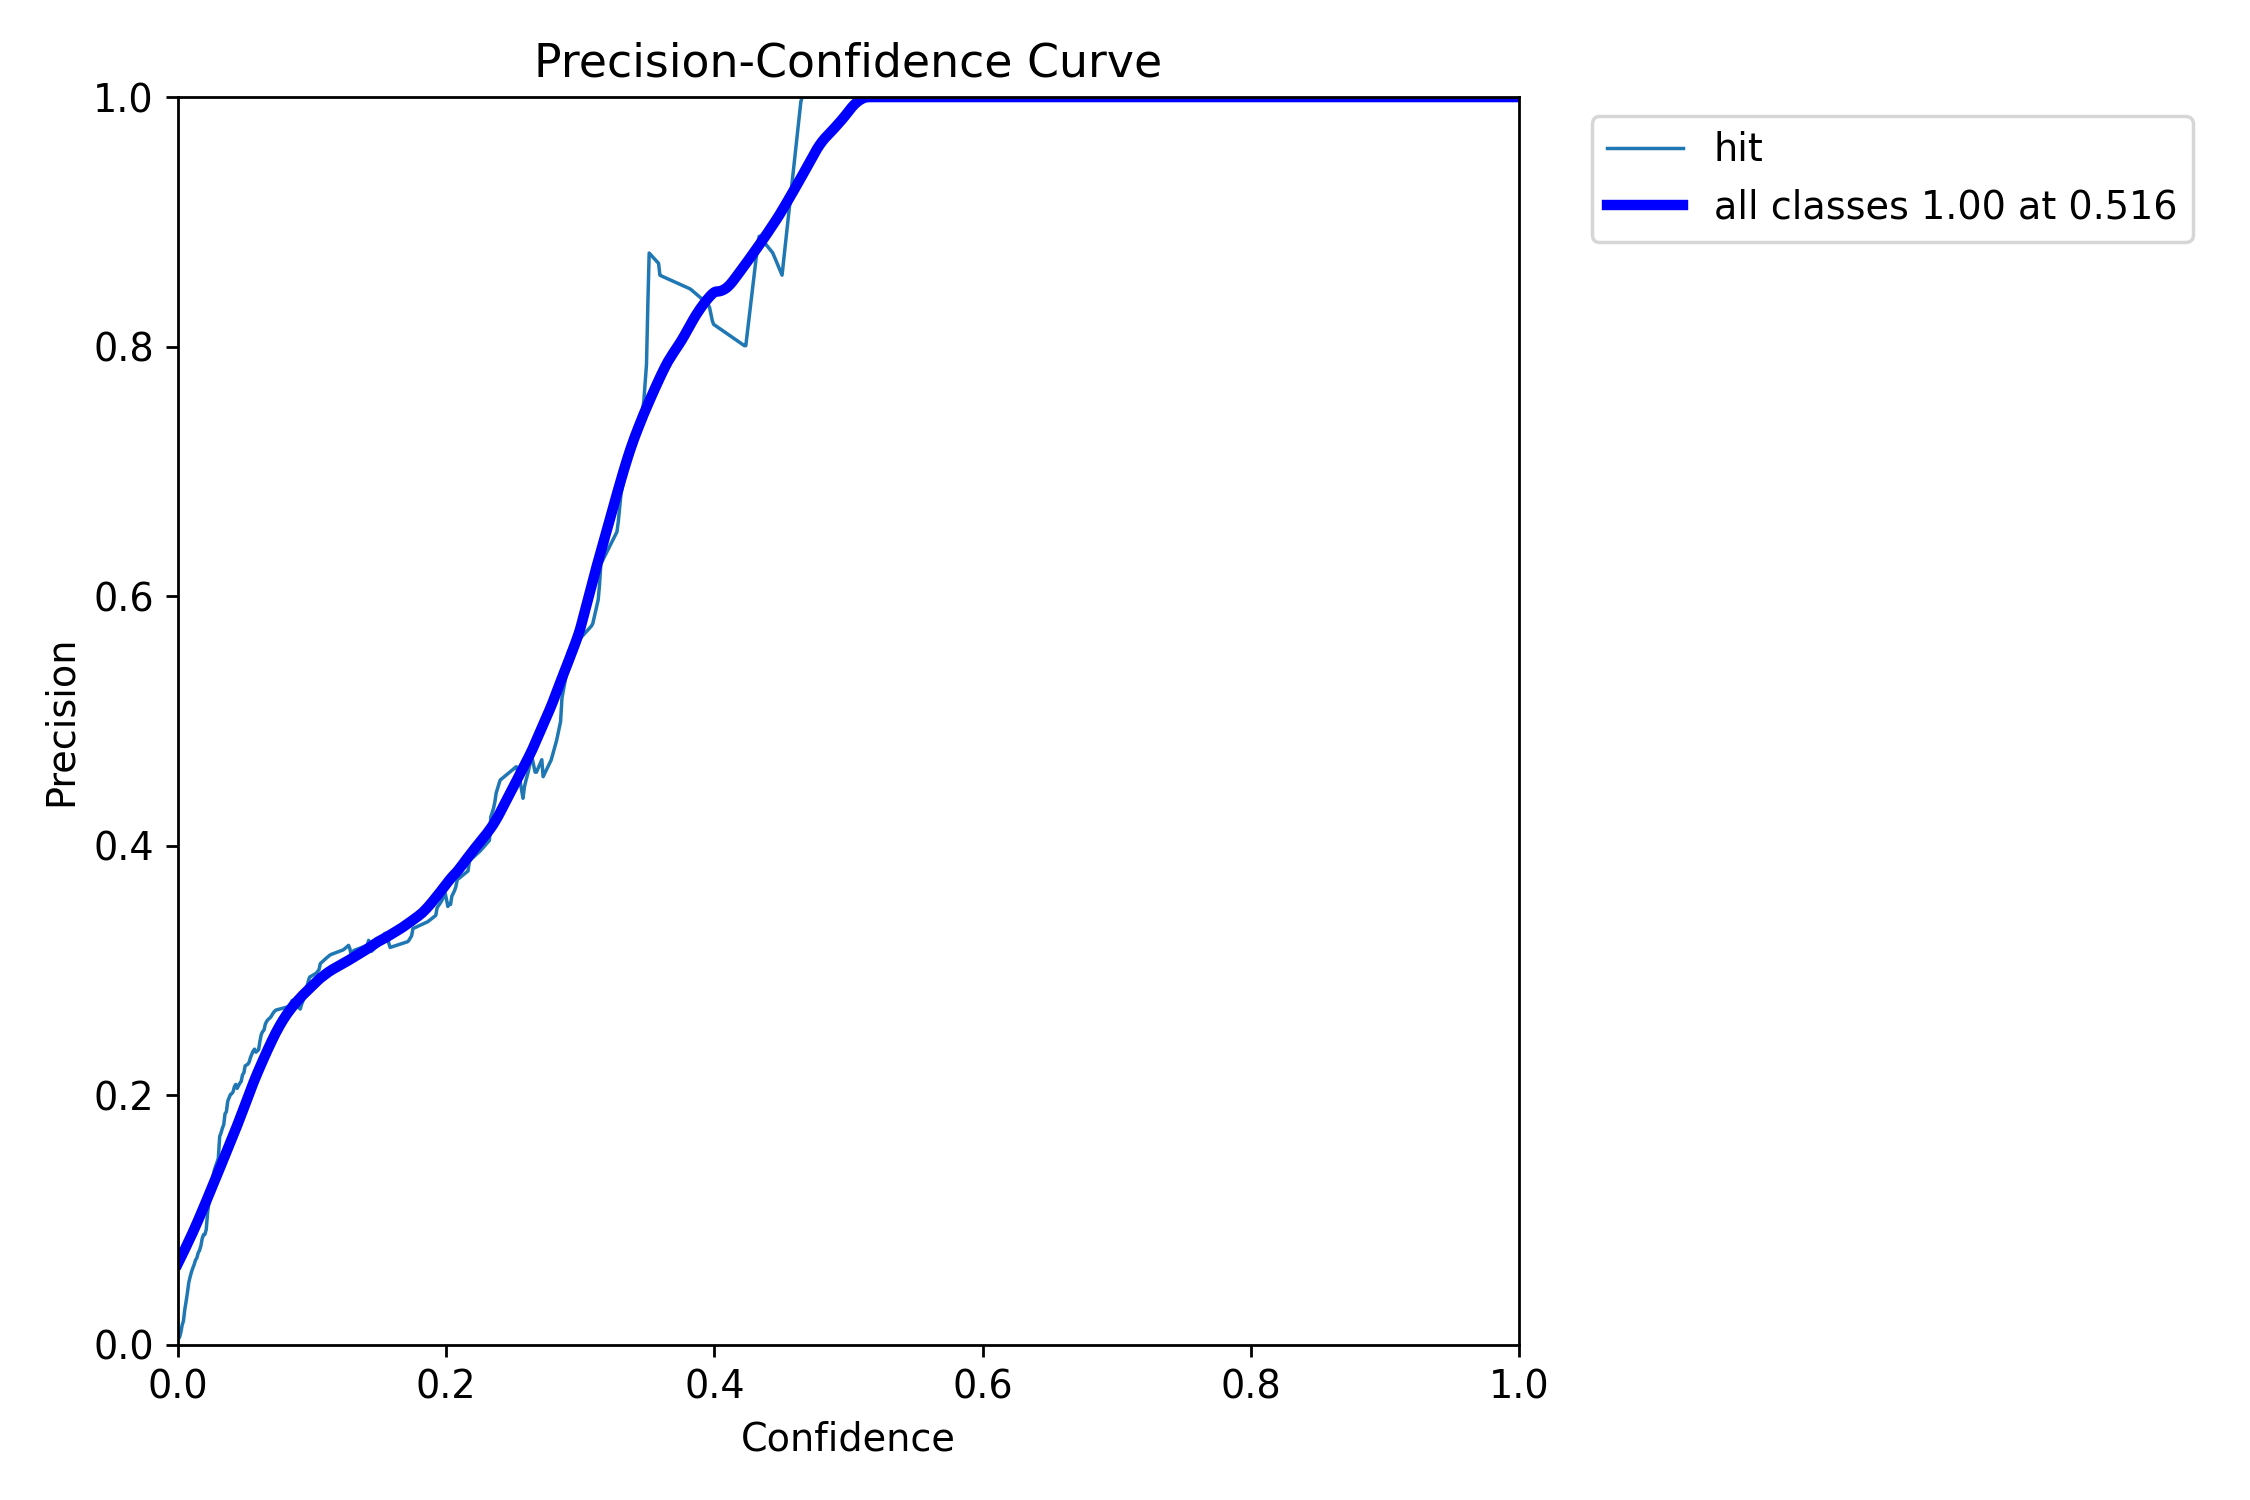 Precision-Confidence Curve
1.0
0.8
0.6
0.4
0.2
0.0
Precision
0.0 0.2 0.4 0.6 0.8 1.0
Confidence
hit
all classes 1.00 at 0.516